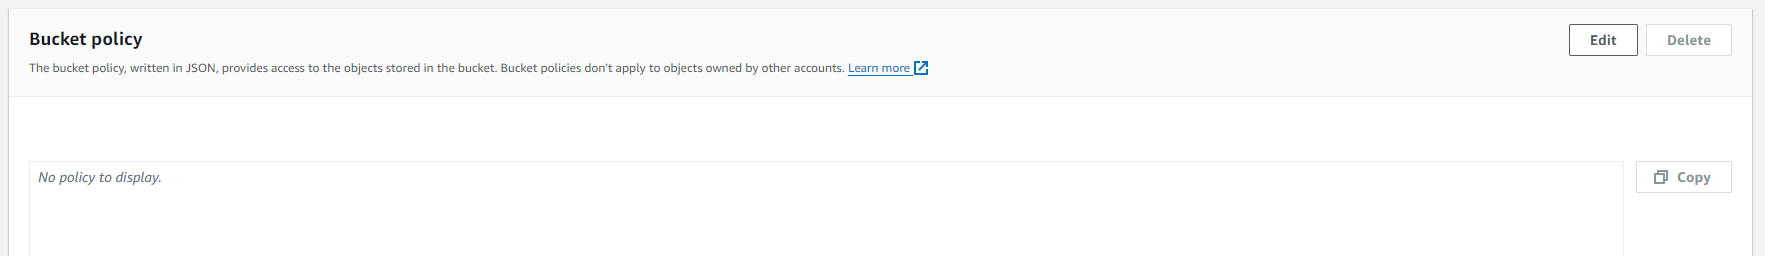 Bucket policy
Edit
Delete
The bucket policy, written in JSON, provides access to the objects stored in the bucket. Bucket policies don't apply to objects owned by other accounts. Learn more
No policy to display.
Copy